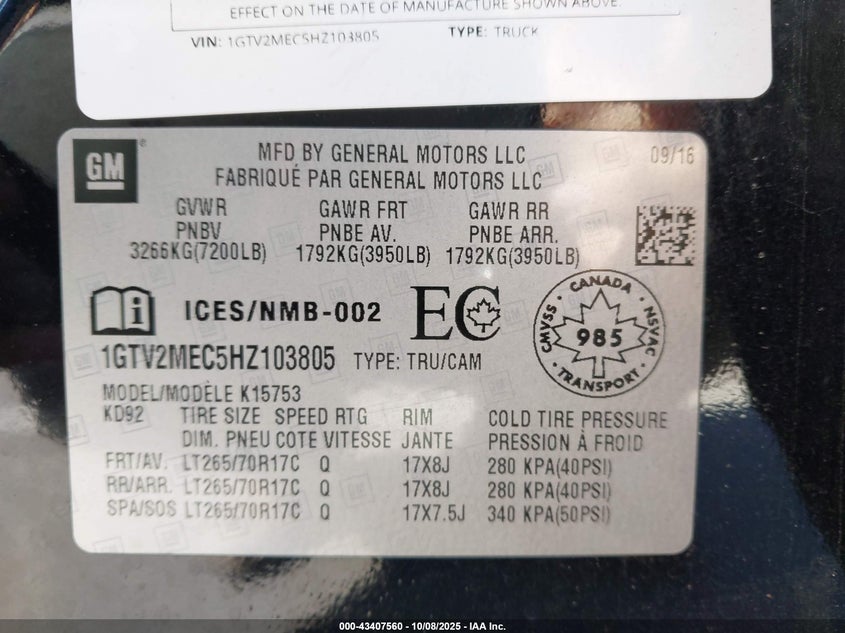 EFFECT ON THE DATE OF MANUFACTURE SHOWN ABOVE.
VIN: 1GTV2MEC5HZ103805 TYPE: TRUCK
GM
MFD BY GENERAL MOTORS LLC 09/16
FABRIQUÉ PAR GENERAL MOTORS LLC
GVWR GAWR FRT GAWR RR
PNBV PNBE AV. PNBE ARR.
3266KG(7200LB) 1792KG(3950LB) 1792KG(3950LB)
i ICES/NMB-002 EC
CANADA
CMVSS 985 NSVAC
TRANSPORT
1GTV2MEC5HZ103805 TYPE: TRU/CAM
MODEL/MODÈLE K15753
KD92 TIRE SIZE SPEED RTG RIM COLD TIRE PRESSURE
DIM. PNEU COTE VITESSE JANTE PRESSION À FROID
FRT/AV. LT265/70R17C Q 17X8J 280 KPA(40PSI)
RR/ARR. LT265/70R17C Q 17X8J 280 KPA(40PSI)
SPA/SOS LT265/70R17C Q 17X7.5J 340 KPA(50PSI)
000-43407560 - 10/08/2025 - IAA Inc.